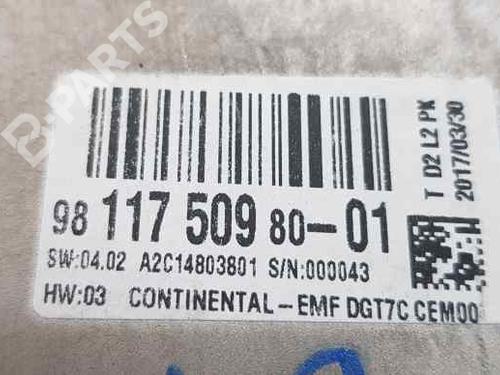 B-PARTS
98 117 509 80-01
SW:04.02 A2C14803801 S/N:000043
HW:03 CONTINENTAL-EMF DGT7C CEM00
T D2 L2 PK
2017/03/30